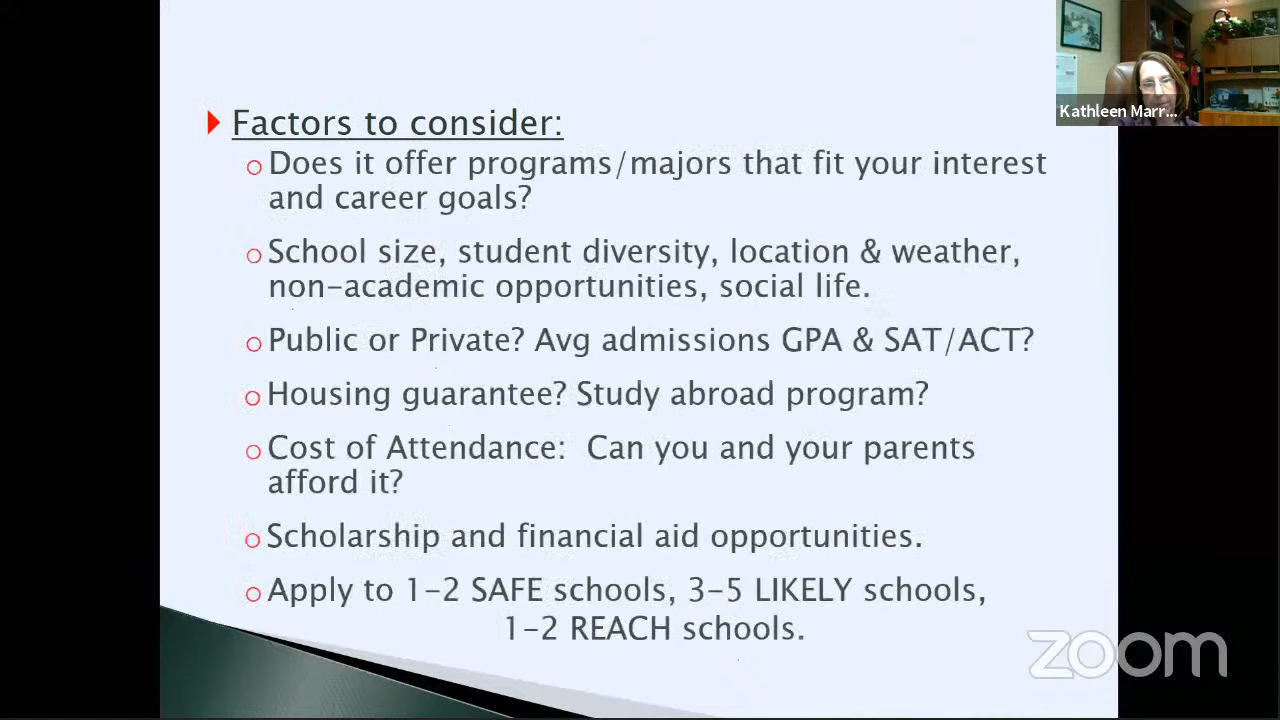 Factors to consider:
Does it offer programs/majors that fit your interest
and career goals?
School size, student diversity, location & weather,
non-academic opportunities, social life.
Public or Private? Avg admissions GPA & SAT/ACT?
Housing guarantee? Study abroad program?
Cost of Attendance:  Can you and your parents
afford it?
Scholarship and financial aid opportunities.
Apply to 1-2 SAFE schools, 3-5 LIKELY schools,
1-2 REACH schools.
Kathleen Marr...
zoom